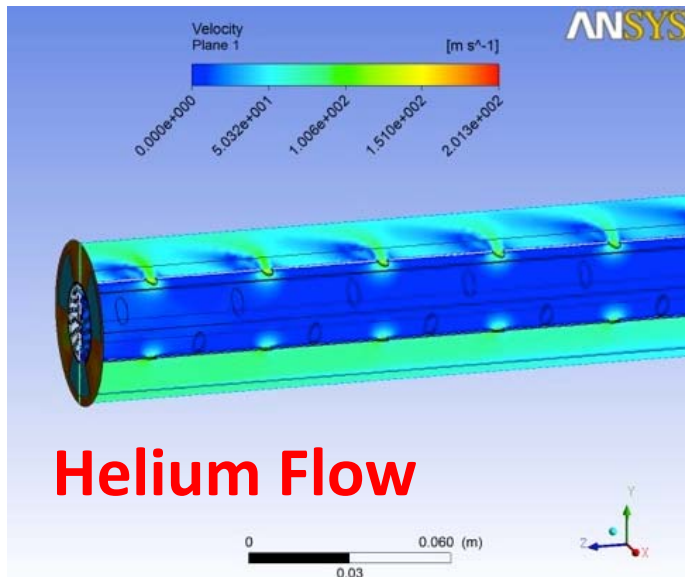 Velocity
Plane 1
[m s^-1]
ANSYS
0.000e+000
5.032e+001
1.006e+002
1.510e+002
2.013e+002
Helium Flow
0
0.060 (m)
0.03
Y
Z
X